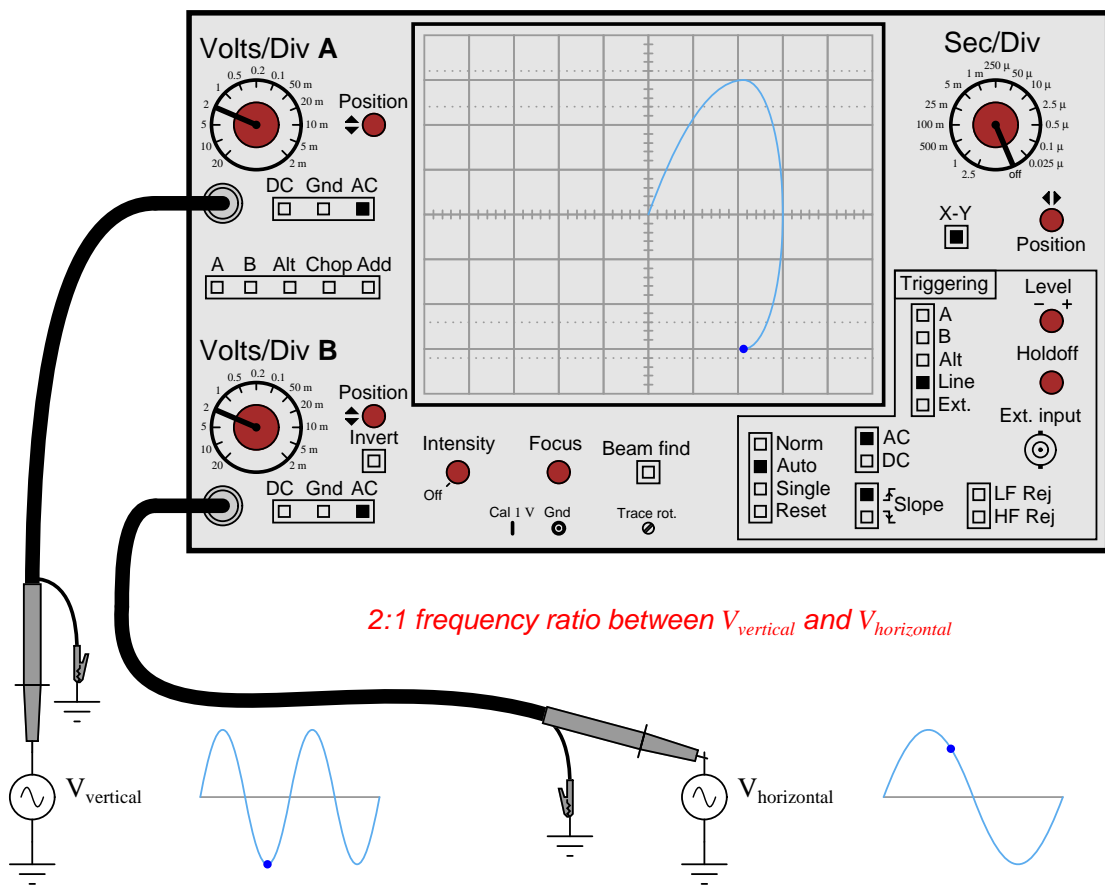 Volts/Div A
0.5 0.2 0.1
1 50 m
2 20 m
5 10 m
10 5 m
20 2 m
Position
DC Gnd AC
A B Alt Chop Add
Volts/Div B
0.5 0.2 0.1
1 50 m
2 20 m
5 10 m
10 5 m
20 2 m
Position
Invert
DC Gnd AC
Intensity
Off
Focus
Beam find
Cal 1 V Gnd Trace rot.
Sec/Div
250 µ
1 m 50 µ
5 m 10 µ
25 m 2.5 µ
100 m 0.5 µ
500 m 0.1 µ
1 0.025 µ
2.5 off
X-Y
Position
Triggering
A
B
Alt
Line
Ext.
Level
− +
Holdoff
Ext. input
Norm
Auto
Single
Reset
AC
DC
Slope
LF Rej
HF Rej
2:1 frequency ratio between Vvertical and Vhorizontal
Vvertical
Vhorizontal